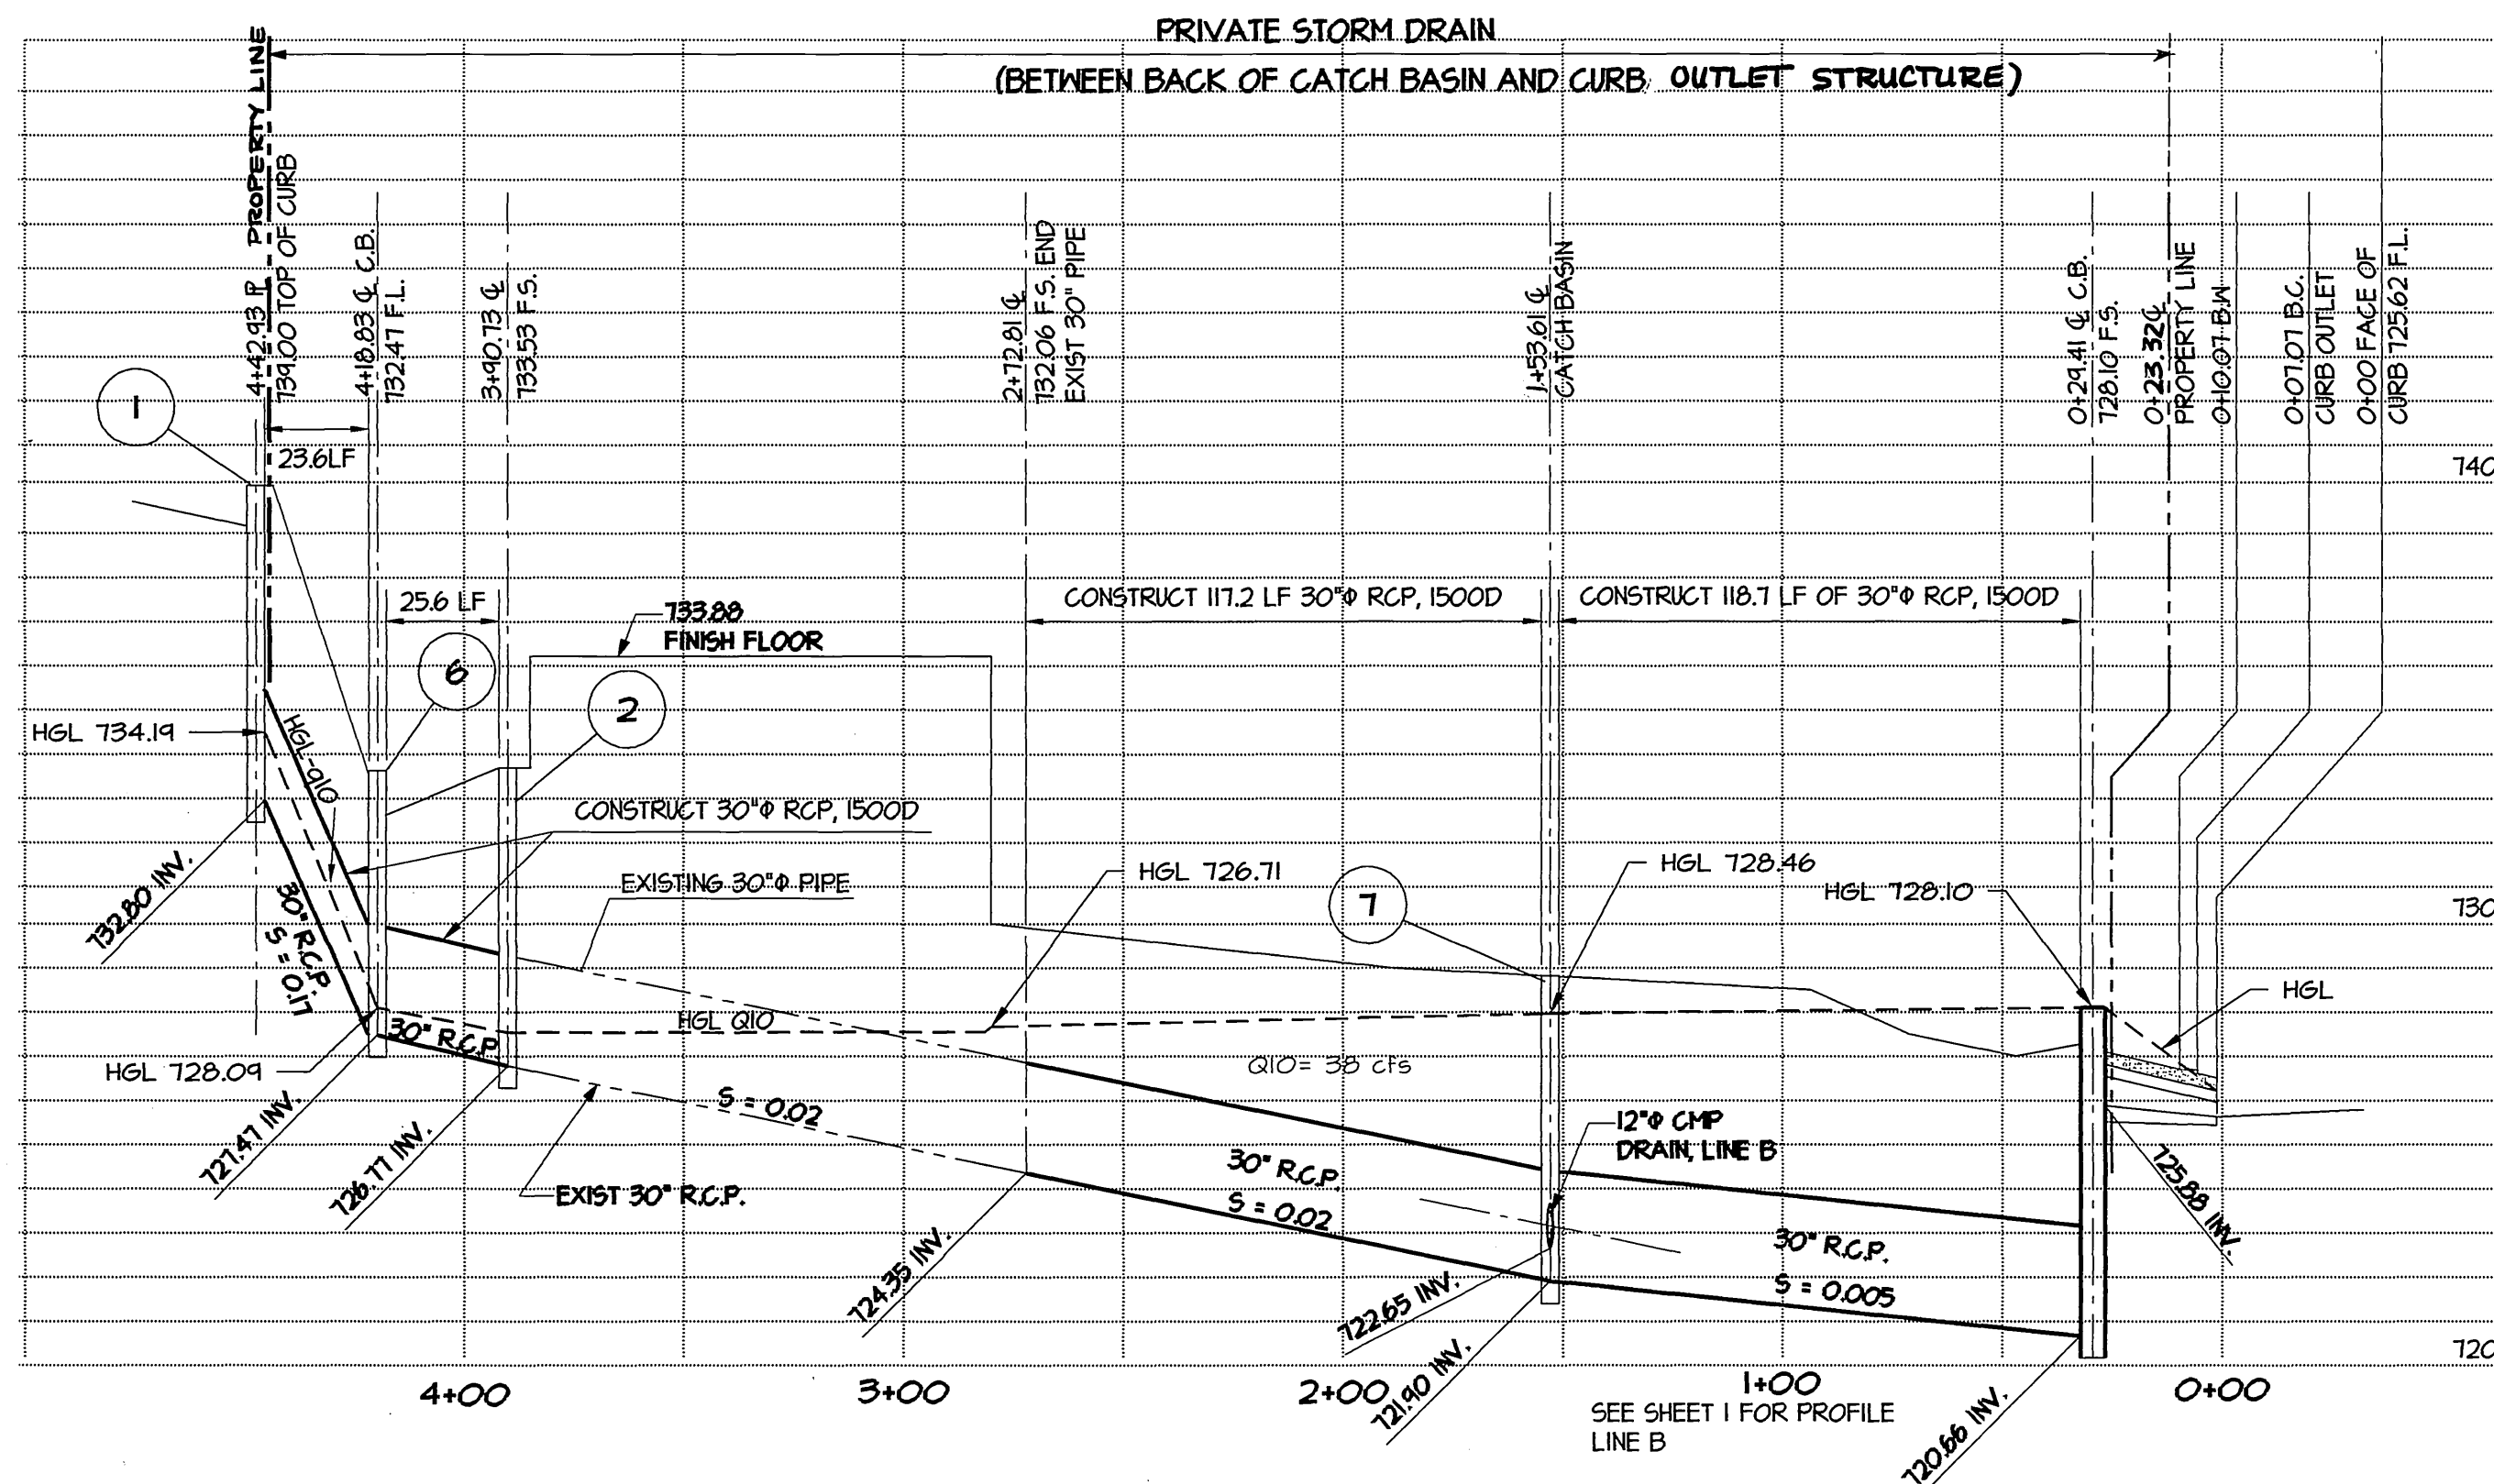 PRIVATE STORM DRAIN
(BETWEEN BACK OF CATCH BASIN AND CURB OUTLET STRUCTURE)
PROPERTY LINE
4+42.93 PL
139.00 TOP OF CURB
4+18.83 ℄ C.B.
132.47 F.L.
3+90.73 ℄
133.53 F.S.
2+72.81 ℄
132.06 F.S. END
EXIST 30" PIPE
1+53.61 ℄
CATCH BASIN
0+29.41 ℄ C.B.
128.10 F.S.
0+23.32 ℄
PROPERTY LINE
0+10.07 B.W
0+07.07 B.C.
CURB OUTLET
0+00 FACE OF
CURB 725.62 F.L.
1
23.6LF
740
25.6 LF
733.88
FINISH FLOOR
CONSTRUCT 117.2 LF 30"Φ RCP, 1500D
CONSTRUCT 118.7 LF OF 30"Φ RCP, 1500D
6
2
HGL 734.19
HGL-Q10
CONSTRUCT 30"Φ RCP, 1500D
EXISTING 30"Φ PIPE
HGL 726.71
7
HGL 728.46
HGL 728.10
730
732.80 INV.
30" R.C.P.
S = 0.17
HGL
HGL Q10
30" R.C.P.
HGL 728.09
Q10= 38 cfs
S = 0.02
12"Φ CMP
DRAIN, LINE B
727.47 INV.
726.77 INV.
EXIST 30" R.C.P.
30" R.C.P.
S = 0.02
725.88 INV.
724.35 INV.
30" R.C.P.
S = 0.005
722.65 INV.
721.90 INV.
720.66 INV.
720
4+00
3+00
2+00
1+00
0+00
SEE SHEET 1 FOR PROFILE
LINE B